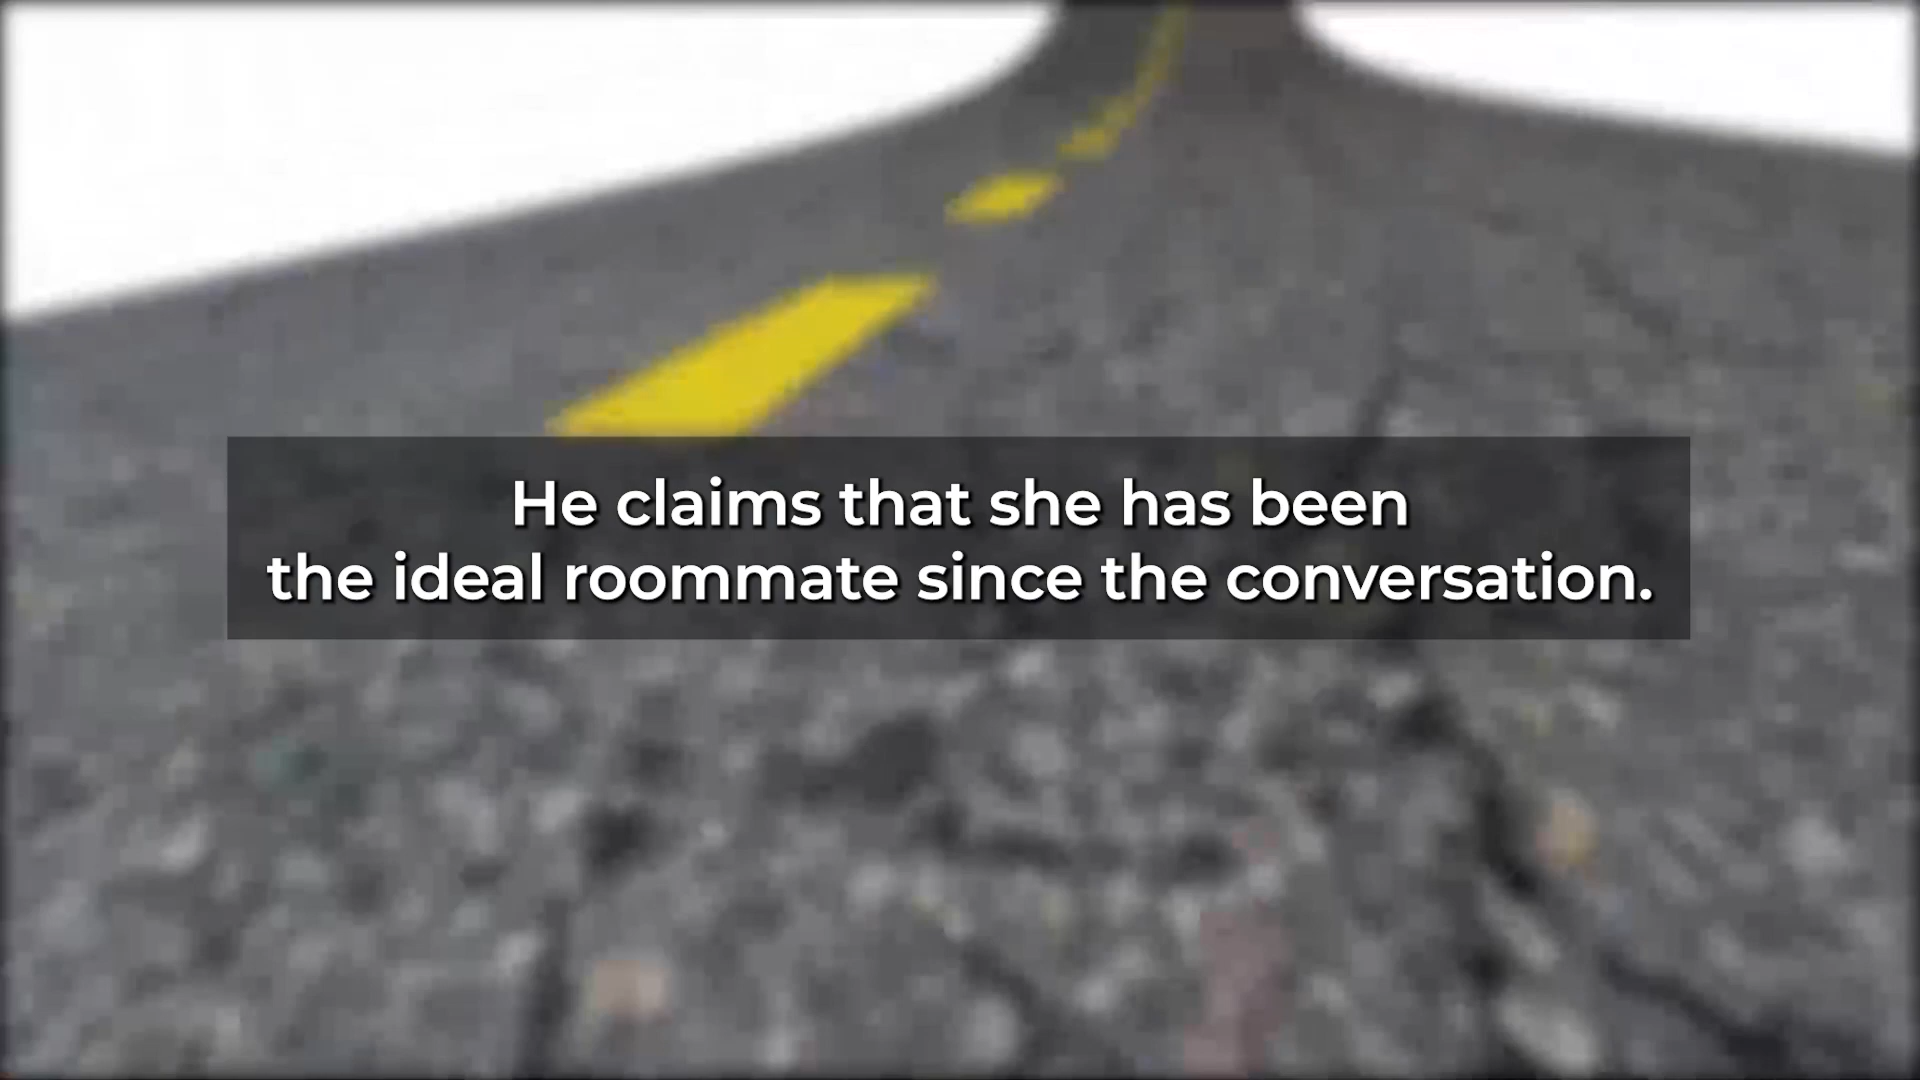 He claims that she has been
the ideal roommate since the conversation.